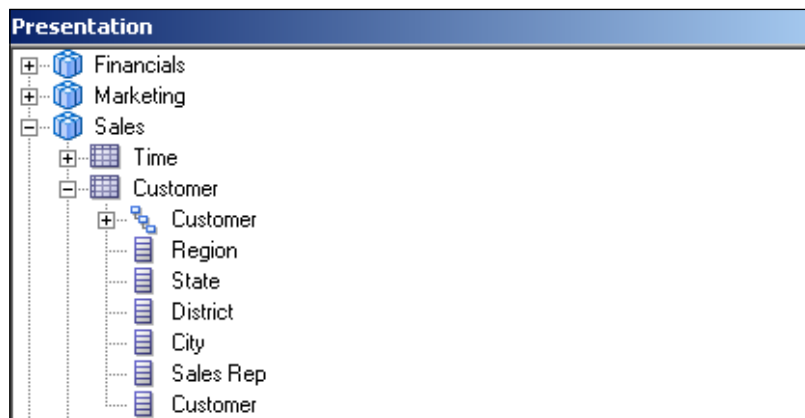 Presentation
Financials
Marketing
Sales
Time
Customer
Customer
Region
State
District
City
Sales Rep
Customer